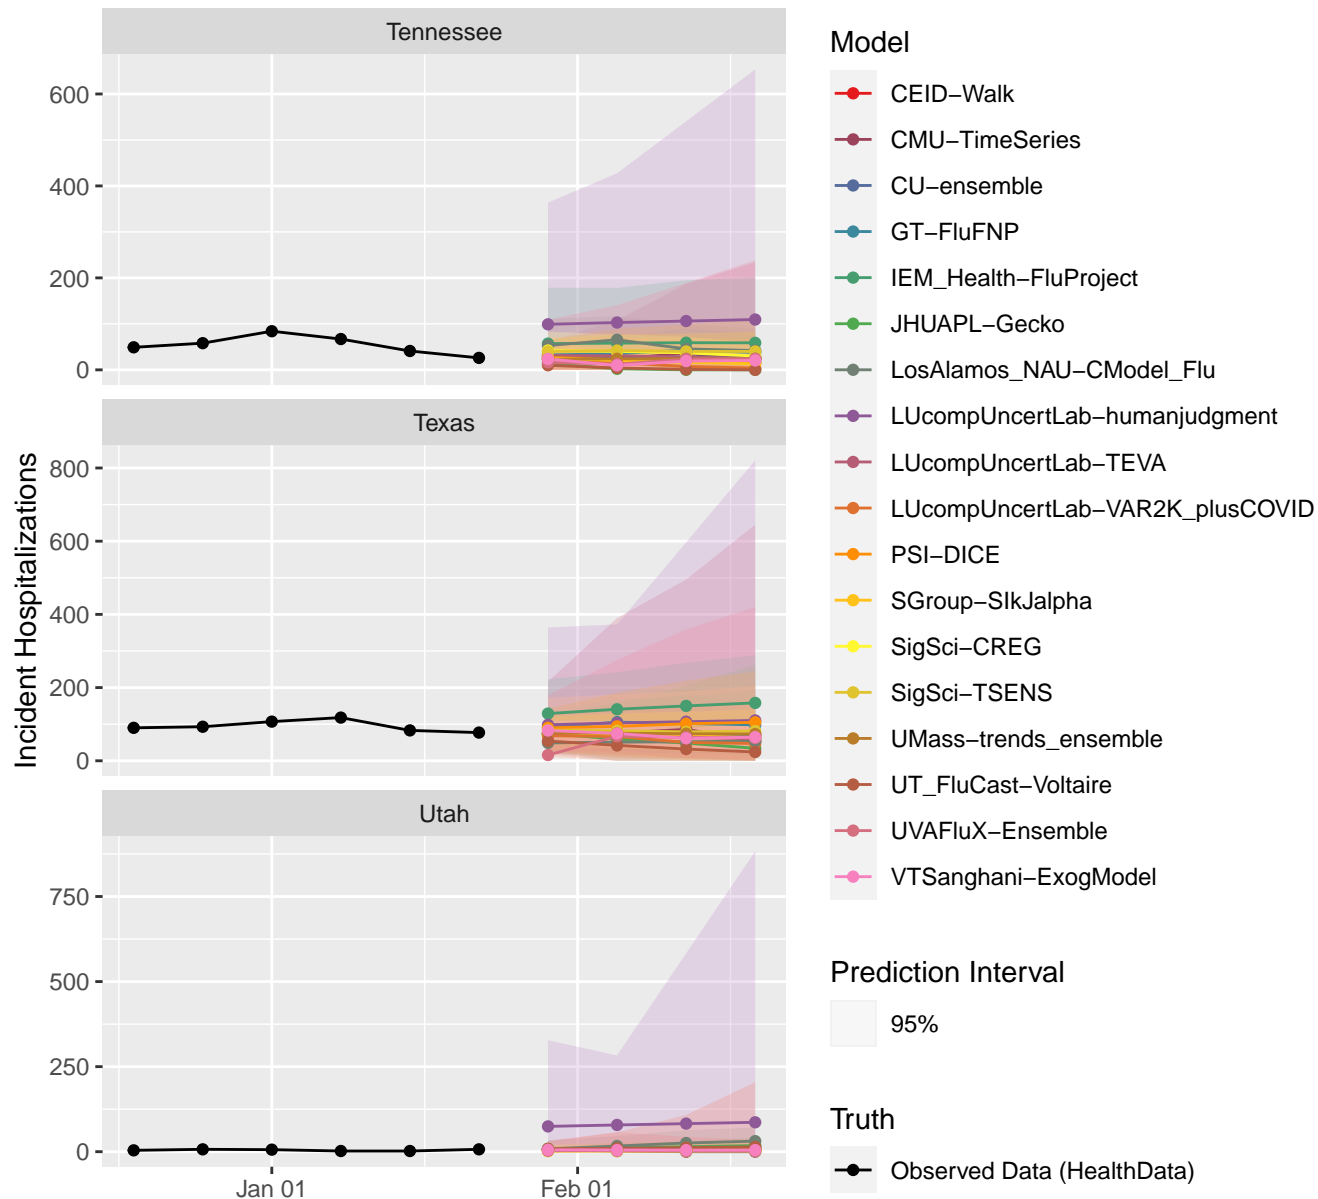 Tennessee
600
400
200
0
Texas
800
600
400
200
0
Utah
750
500
250
0
Jan 01
Feb 01
Incident Hospitalizations
Model
CEID−Walk
CMU−TimeSeries
CU−ensemble
GT−FluFNP
IEM_Health−FluProject
JHUAPL−Gecko
LosAlamos_NAU−CModel_Flu
LUcompUncertLab−humanjudgment
LUcompUncertLab−TEVA
LUcompUncertLab−VAR2K_plusCOVID
PSI−DICE
SGroup−SIkJalpha
SigSci−CREG
SigSci−TSENS
UMass−trends_ensemble
UT_FluCast−Voltaire
UVAFluX−Ensemble
VTSanghani−ExogModel
Prediction Interval
95%
Truth
Observed Data (HealthData)